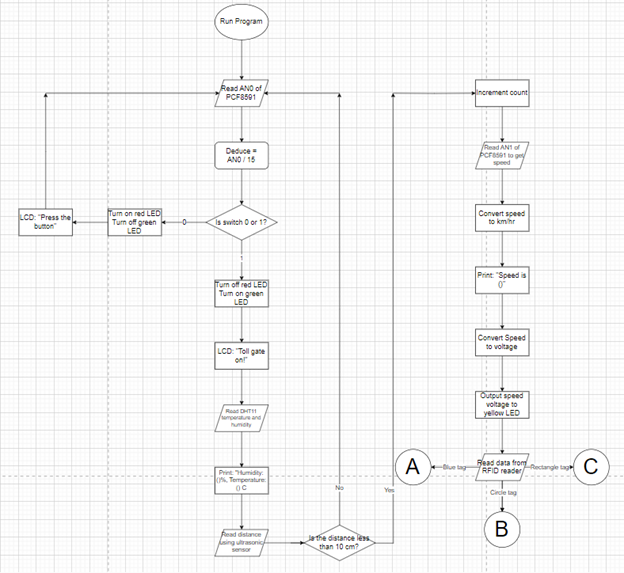 Run Program
Read AN0 of
PCF8591
Deduce =
AN0 / 15
Is switch 0 or 1?
0
Turn on red LED
Turn off green
LED
LCD: "Press the
button"
1
Turn off red LED
Turn on green
LED
LCD: "Toll gate
on!"
Read DHT11
temperature and
humidity
Print: "Humidity:
()%, Temperature:
() C
Read distance
using ultrasonic
sensor
Is the distance less
than 10 cm?
No
Yes
Increment count
Read AN1 of
PCF8591 to get
speed
Convert speed
to km/hr
Print: "Speed is
()"
Convert Speed
to voltage
Output speed
voltage to
yellow LED
Read data from
RFID reader
Blue tag
A
Rectangle tag
C
Circle tag
B